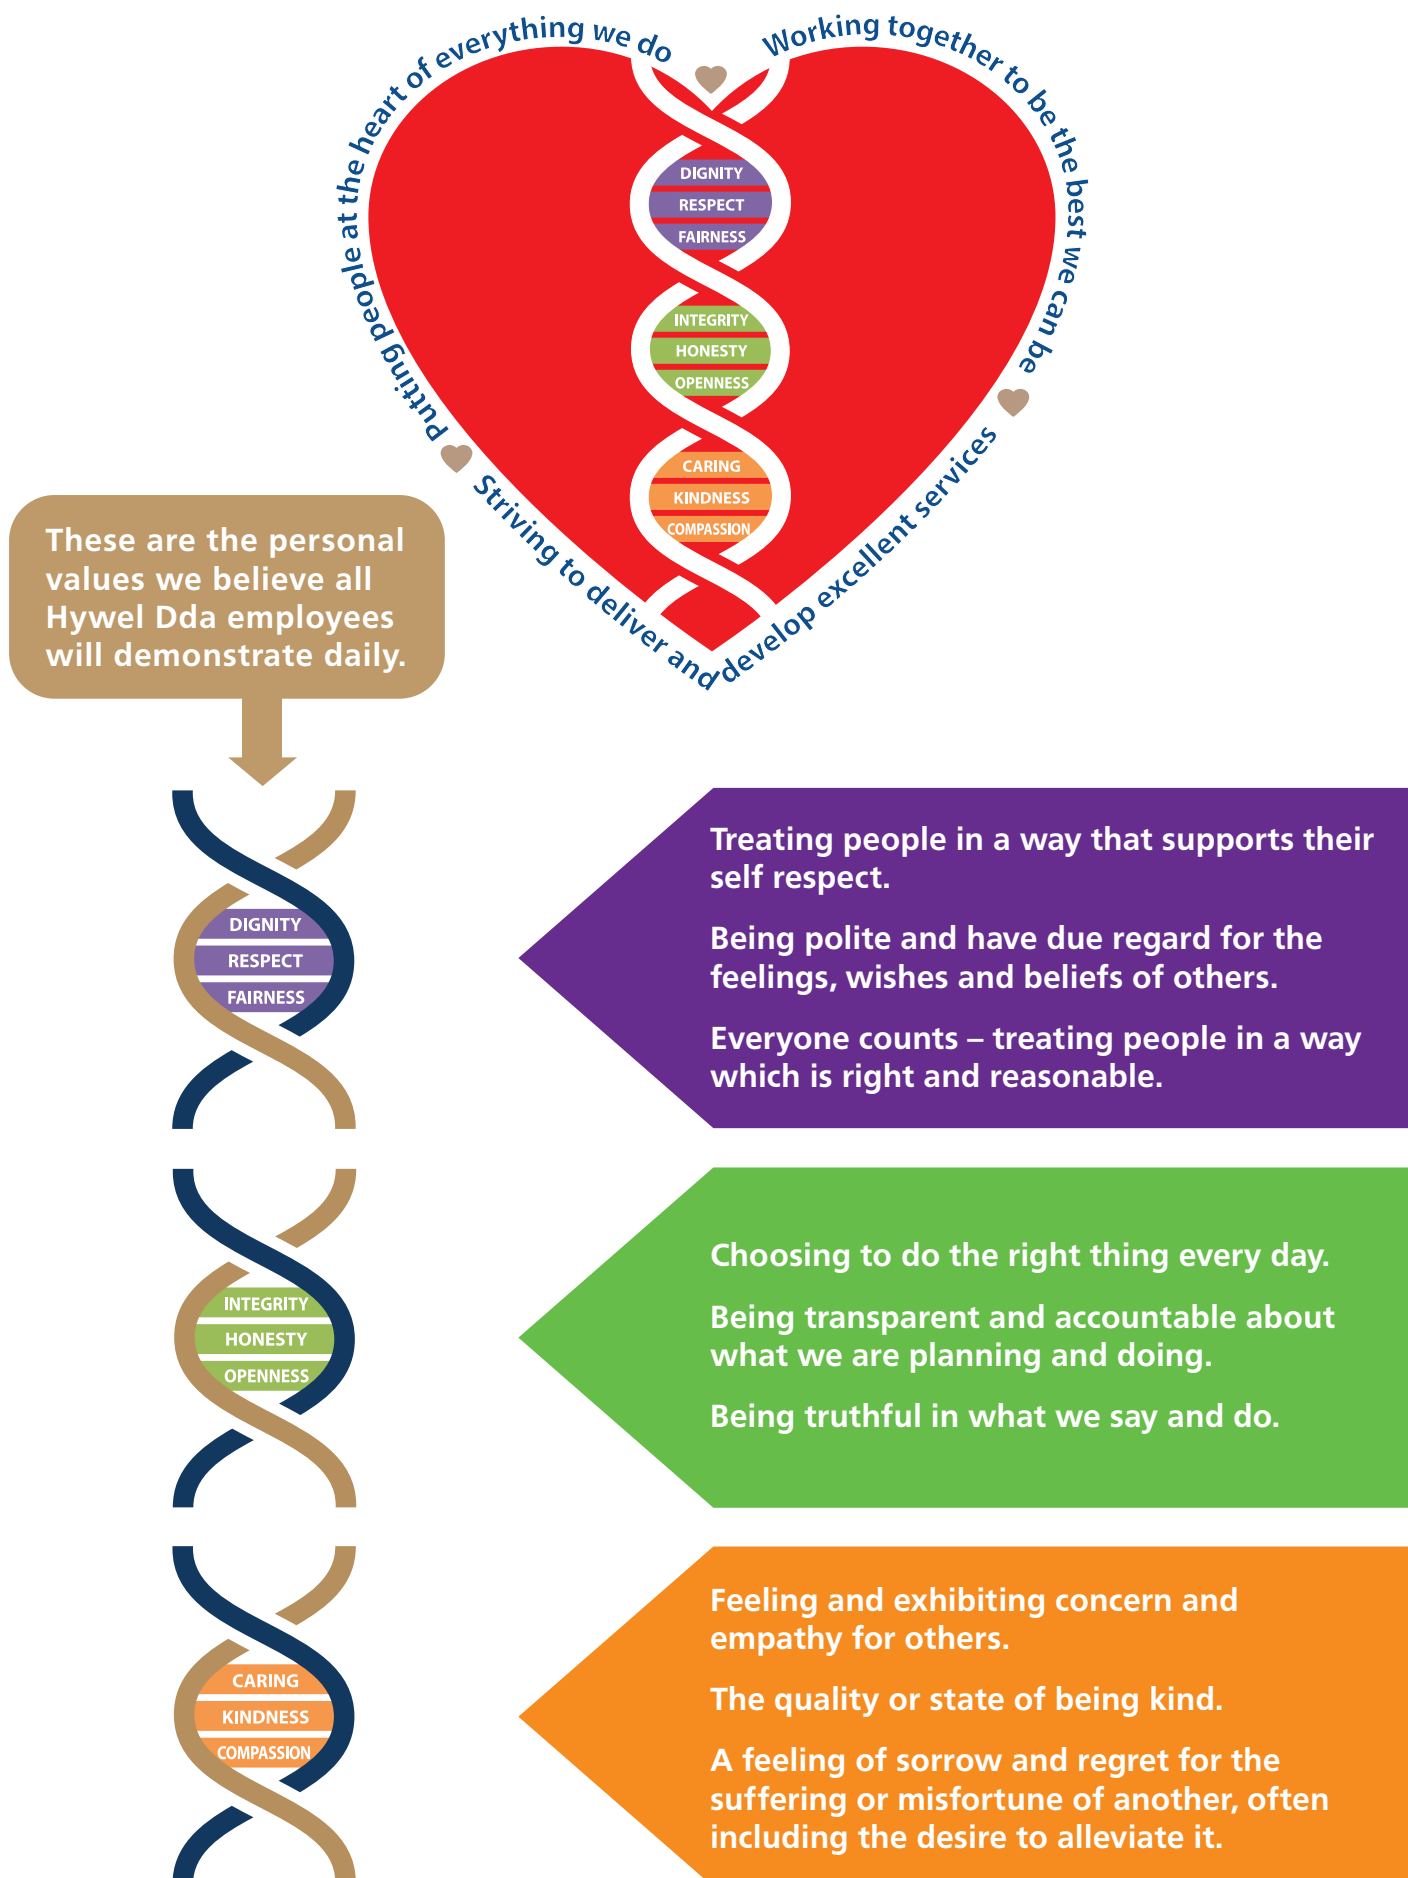 Putting people at the heart of everything we do
Working together to be the best we can be
Striving to deliver and develop excellent services
DIGNITY
RESPECT
FAIRNESS
INTEGRITY
HONESTY
OPENNESS
CARING
KINDNESS
COMPASSION
These are the personal
values we believe all
Hywel Dda employees
will demonstrate daily.
DIGNITY
RESPECT
FAIRNESS
Treating people in a way that supports their
self respect.
Being polite and have due regard for the
feelings, wishes and beliefs of others.
Everyone counts – treating people in a way
which is right and reasonable.
INTEGRITY
HONESTY
OPENNESS
Choosing to do the right thing every day.
Being transparent and accountable about
what we are planning and doing.
Being truthful in what we say and do.
CARING
KINDNESS
COMPASSION
Feeling and exhibiting concern and
empathy for others.
The quality or state of being kind.
A feeling of sorrow and regret for the
suffering or misfortune of another, often
including the desire to alleviate it.